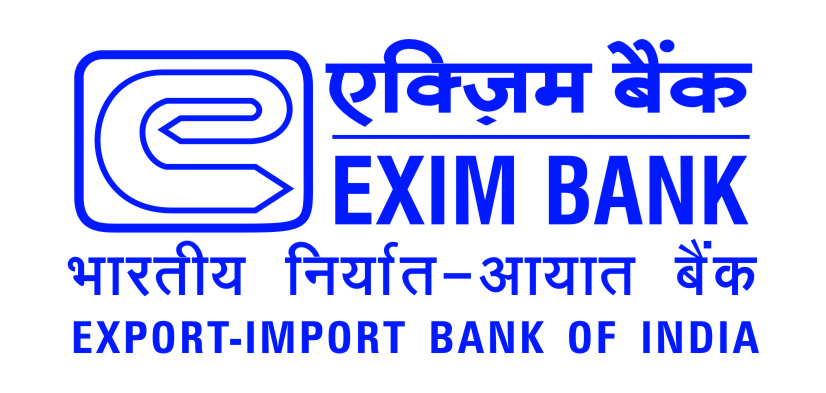 एक्ज़िम बैंक
EXIM BANK
भारतीय निर्यात-आयात बैंक
EXPORT-IMPORT BANK OF INDIA